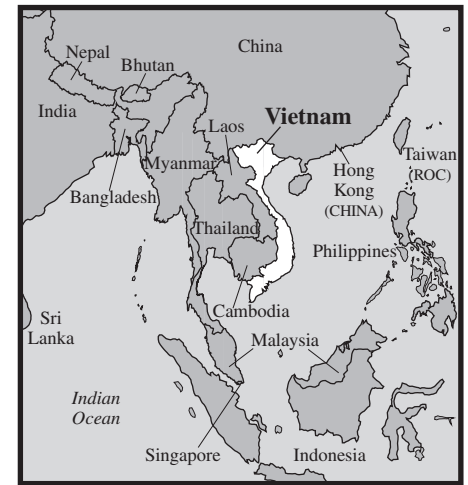 China
Nepal
Bhutan
India
Laos
Vietnam
Myanmar
Bangladesh
Hong
Kong
(CHINA)
Taiwan
(ROC)
Thailand
Philippines
Cambodia
Sri
Lanka
Malaysia
Indian
Ocean
Singapore
Indonesia